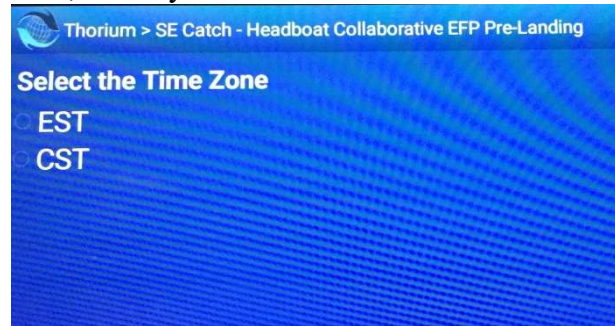 Thorium > SE Catch - Headboat Collaborative EFP Pre-Landing
Select the Time Zone
EST
CST